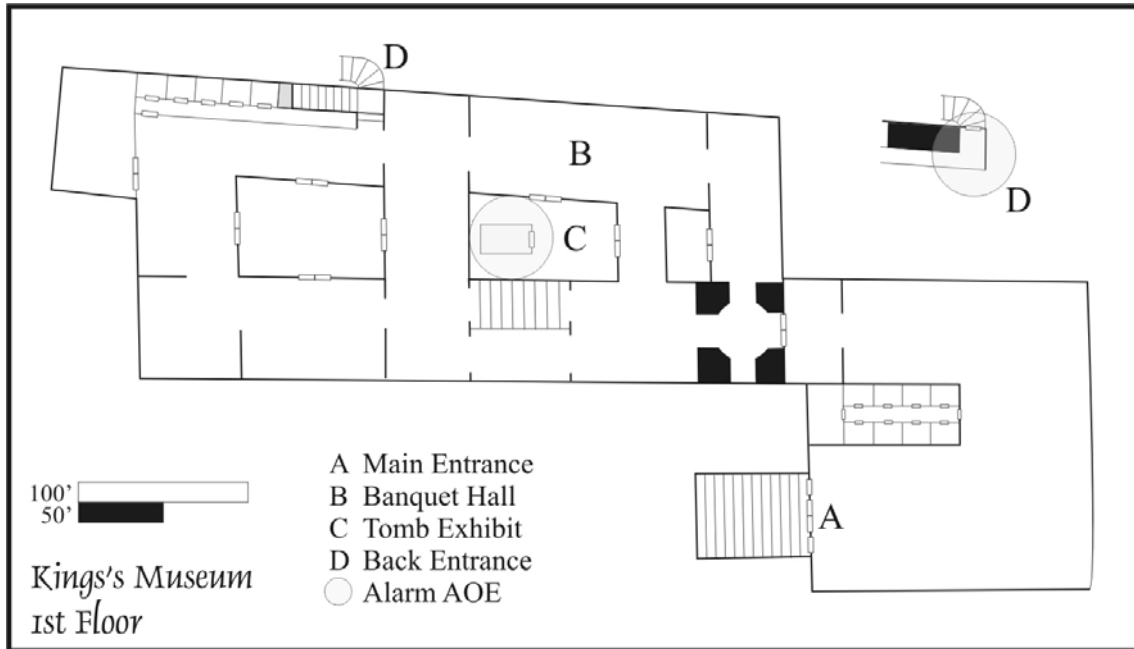 D
B
D
C
A
100’
50’
A Main Entrance
B Banquet Hall
C Tomb Exhibit
D Back Entrance
Alarm AOE
Kings's Museum
1st Floor